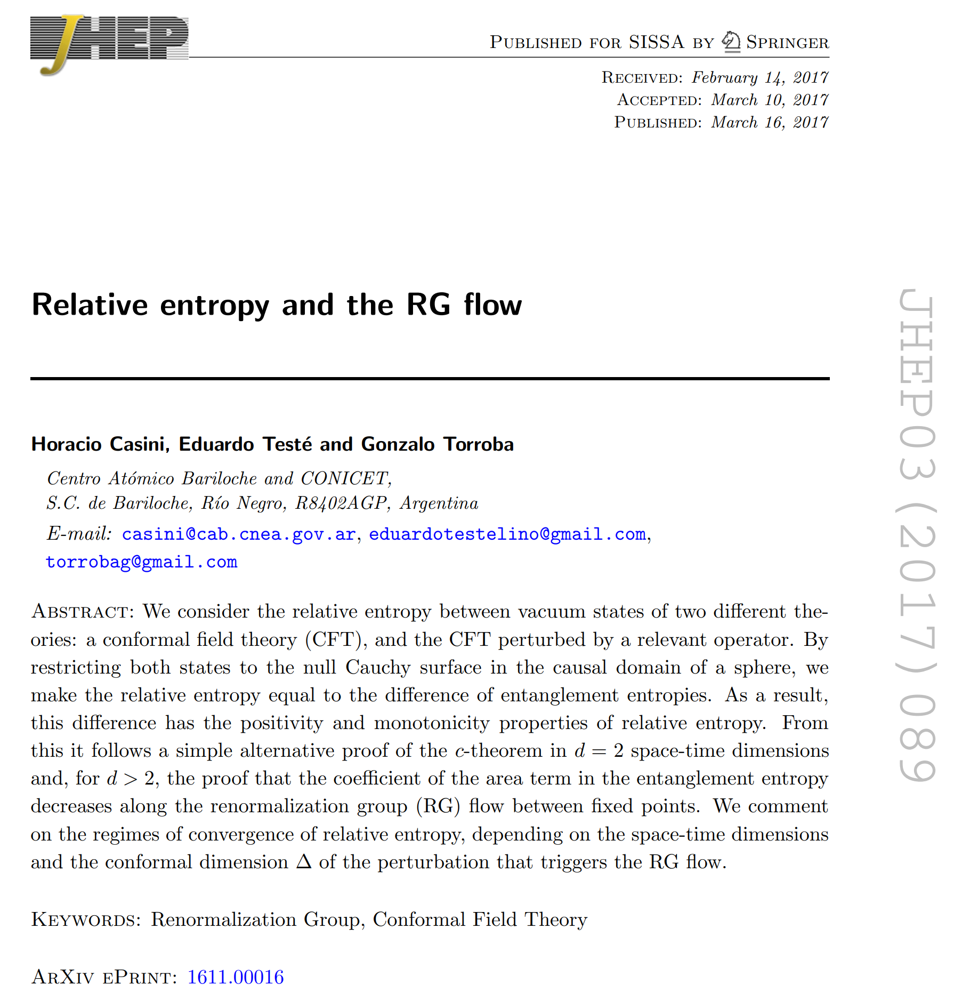 JHEP
Published for SISSA by Springer
Received: February 14, 2017
Accepted: March 10, 2017
Published: March 16, 2017
Relative entropy and the RG flow
Horacio Casini, Eduardo Testé and Gonzalo Torroba
Centro Atómico Bariloche and CONICET,
S.C. de Bariloche, Río Negro, R8402AGP, Argentina
E-mail: casini@cab.cnea.gov.ar, eduardotestelino@gmail.com,
torrobag@gmail.com
Abstract: We consider the relative entropy between vacuum states of two different the-
ories: a conformal field theory (CFT), and the CFT perturbed by a relevant operator. By
restricting both states to the null Cauchy surface in the causal domain of a sphere, we
make the relative entropy equal to the difference of entanglement entropies. As a result,
this difference has the positivity and monotonicity properties of relative entropy. From
this it follows a simple alternative proof of the c-theorem in d = 2 space-time dimensions
and, for d > 2, the proof that the coefficient of the area term in the entanglement entropy
decreases along the renormalization group (RG) flow between fixed points. We comment
on the regimes of convergence of relative entropy, depending on the space-time dimensions
and the conformal dimension Δ of the perturbation that triggers the RG flow.
Keywords: Renormalization Group, Conformal Field Theory
ArXiv ePrint: 1611.00016
JHEP03(2017)089